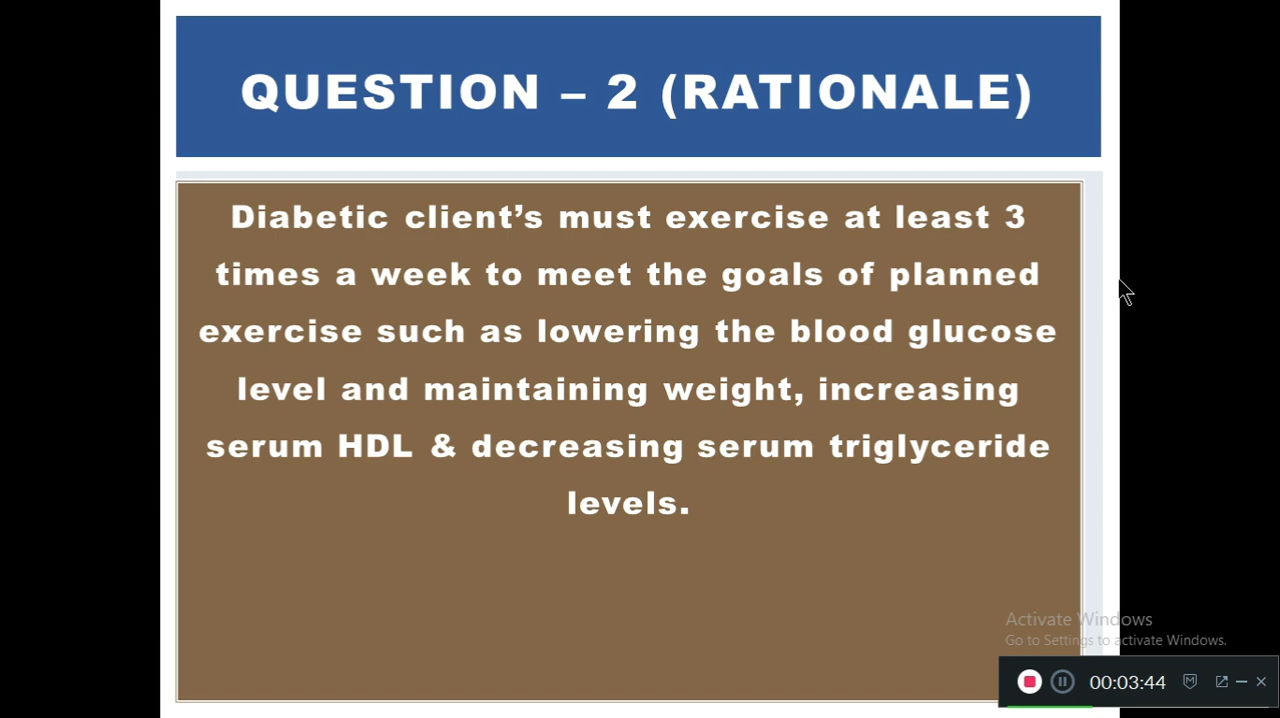 QUESTION – 2 (RATIONALE)
Diabetic client’s must exercise at least 3
times a week to meet the goals of planned
exercise such as lowering the blood glucose
level and maintaining weight, increasing
serum HDL & decreasing serum triglyceride
levels.
Activate Windows
Go to Settings to activate Windows.
00:03:44